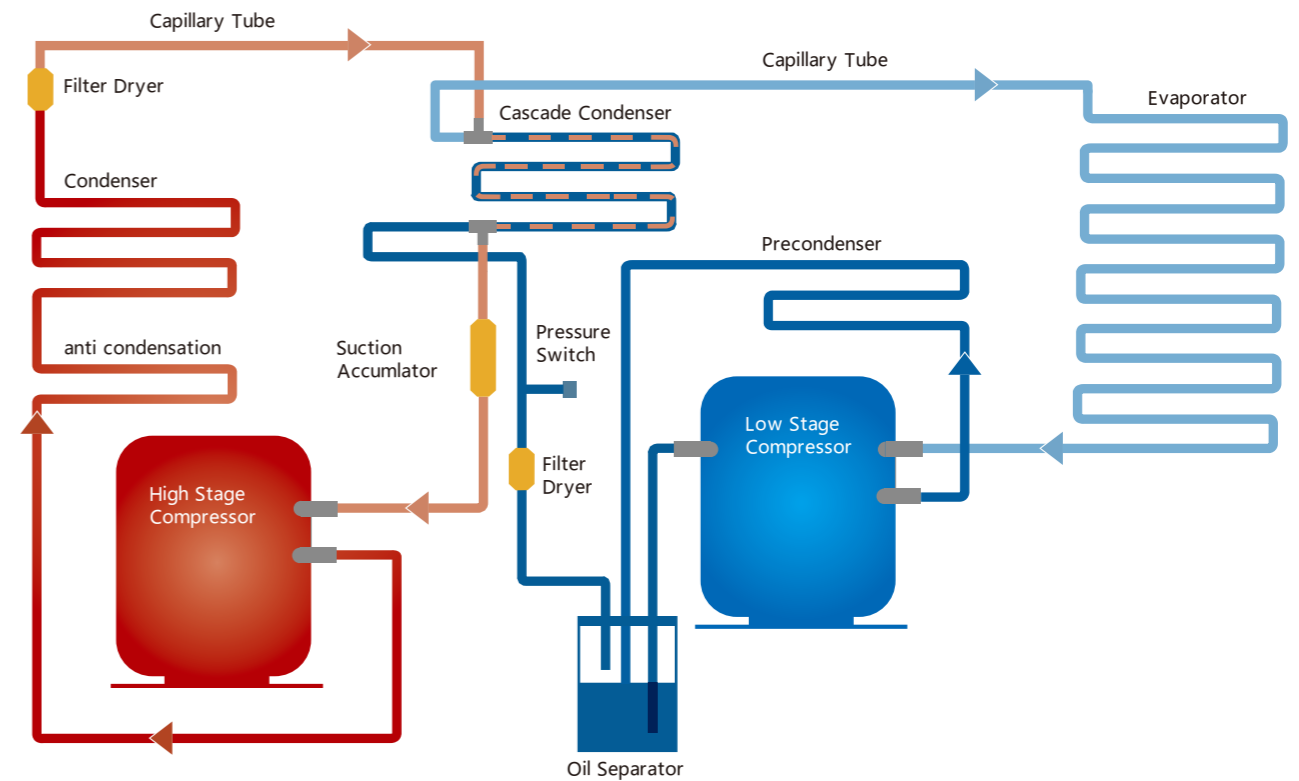 Capillary Tube
Filter Dryer
Capillary Tube
Evaporator
Cascade Condenser
Condenser
Precondenser
anti condensation
Suction
Accumlator
Pressure
Switch
Low Stage
Compressor
Filter
Dryer
High Stage
Compressor
Oil Separator